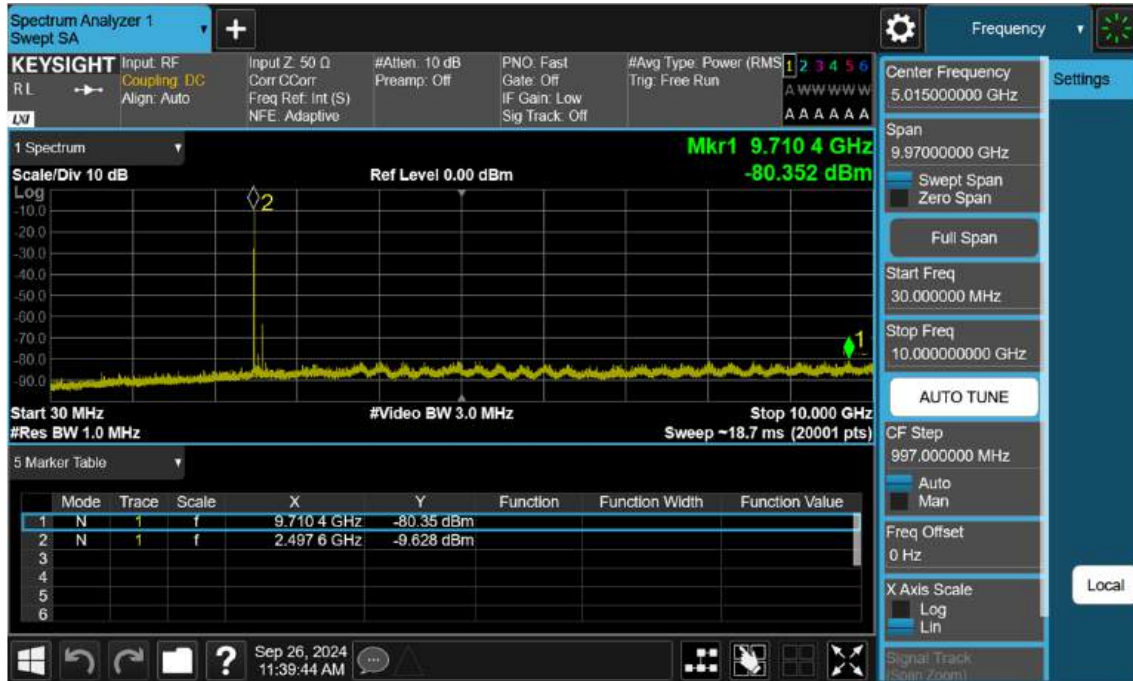 Spectrum Analyzer 1
Swept SA
Frequency
KEYSIGHT
RL
LXI
Input: RF
Coupling: DC
Align: Auto
Input Z: 50 Ω
Corr CCorr
Freq Ref: Int (S)
NFE: Adaptive
#Atten: 10 dB
Preamp: Off
PNO: Fast
Gate: Off
IF Gain: Low
Sig Track: Off
#Avg Type: Power (RMS
Trig: Free Run
1 2 3 4 5 6
A W W W W W
A A A A A A
1 Spectrum
Mkr1 9.710 4 GHz
-80.352 dBm
Scale/Div 10 dB
Ref Level 0.00 dBm
Log
-10.0
-20.0
-30.0
-40.0
-50.0
-60.0
-70.0
-80.0
-90.0
2
1
Start 30 MHz
#Video BW 3.0 MHz
Stop 10.000 GHz
#Res BW 1.0 MHz
Sweep ~18.7 ms (20001 pts)
5 Marker Table
Mode Trace Scale X Y Function Function Width Function Value
1 N 1 f 9.710 4 GHz -80.35 dBm
2 N 1 f 2.497 6 GHz -9.628 dBm
3
4
5
6
Sep 26, 2024
11:39:44 AM
Center Frequency
5.015000000 GHz
Span
9.97000000 GHz
Swept Span
Zero Span
Full Span
Start Freq
30.000000 MHz
Stop Freq
10.000000000 GHz
AUTO TUNE
CF Step
997.000000 MHz
Auto
Man
Freq Offset
0 Hz
X Axis Scale
Log
Lin
Signal Track
(Span Zoom)
Settings
Local